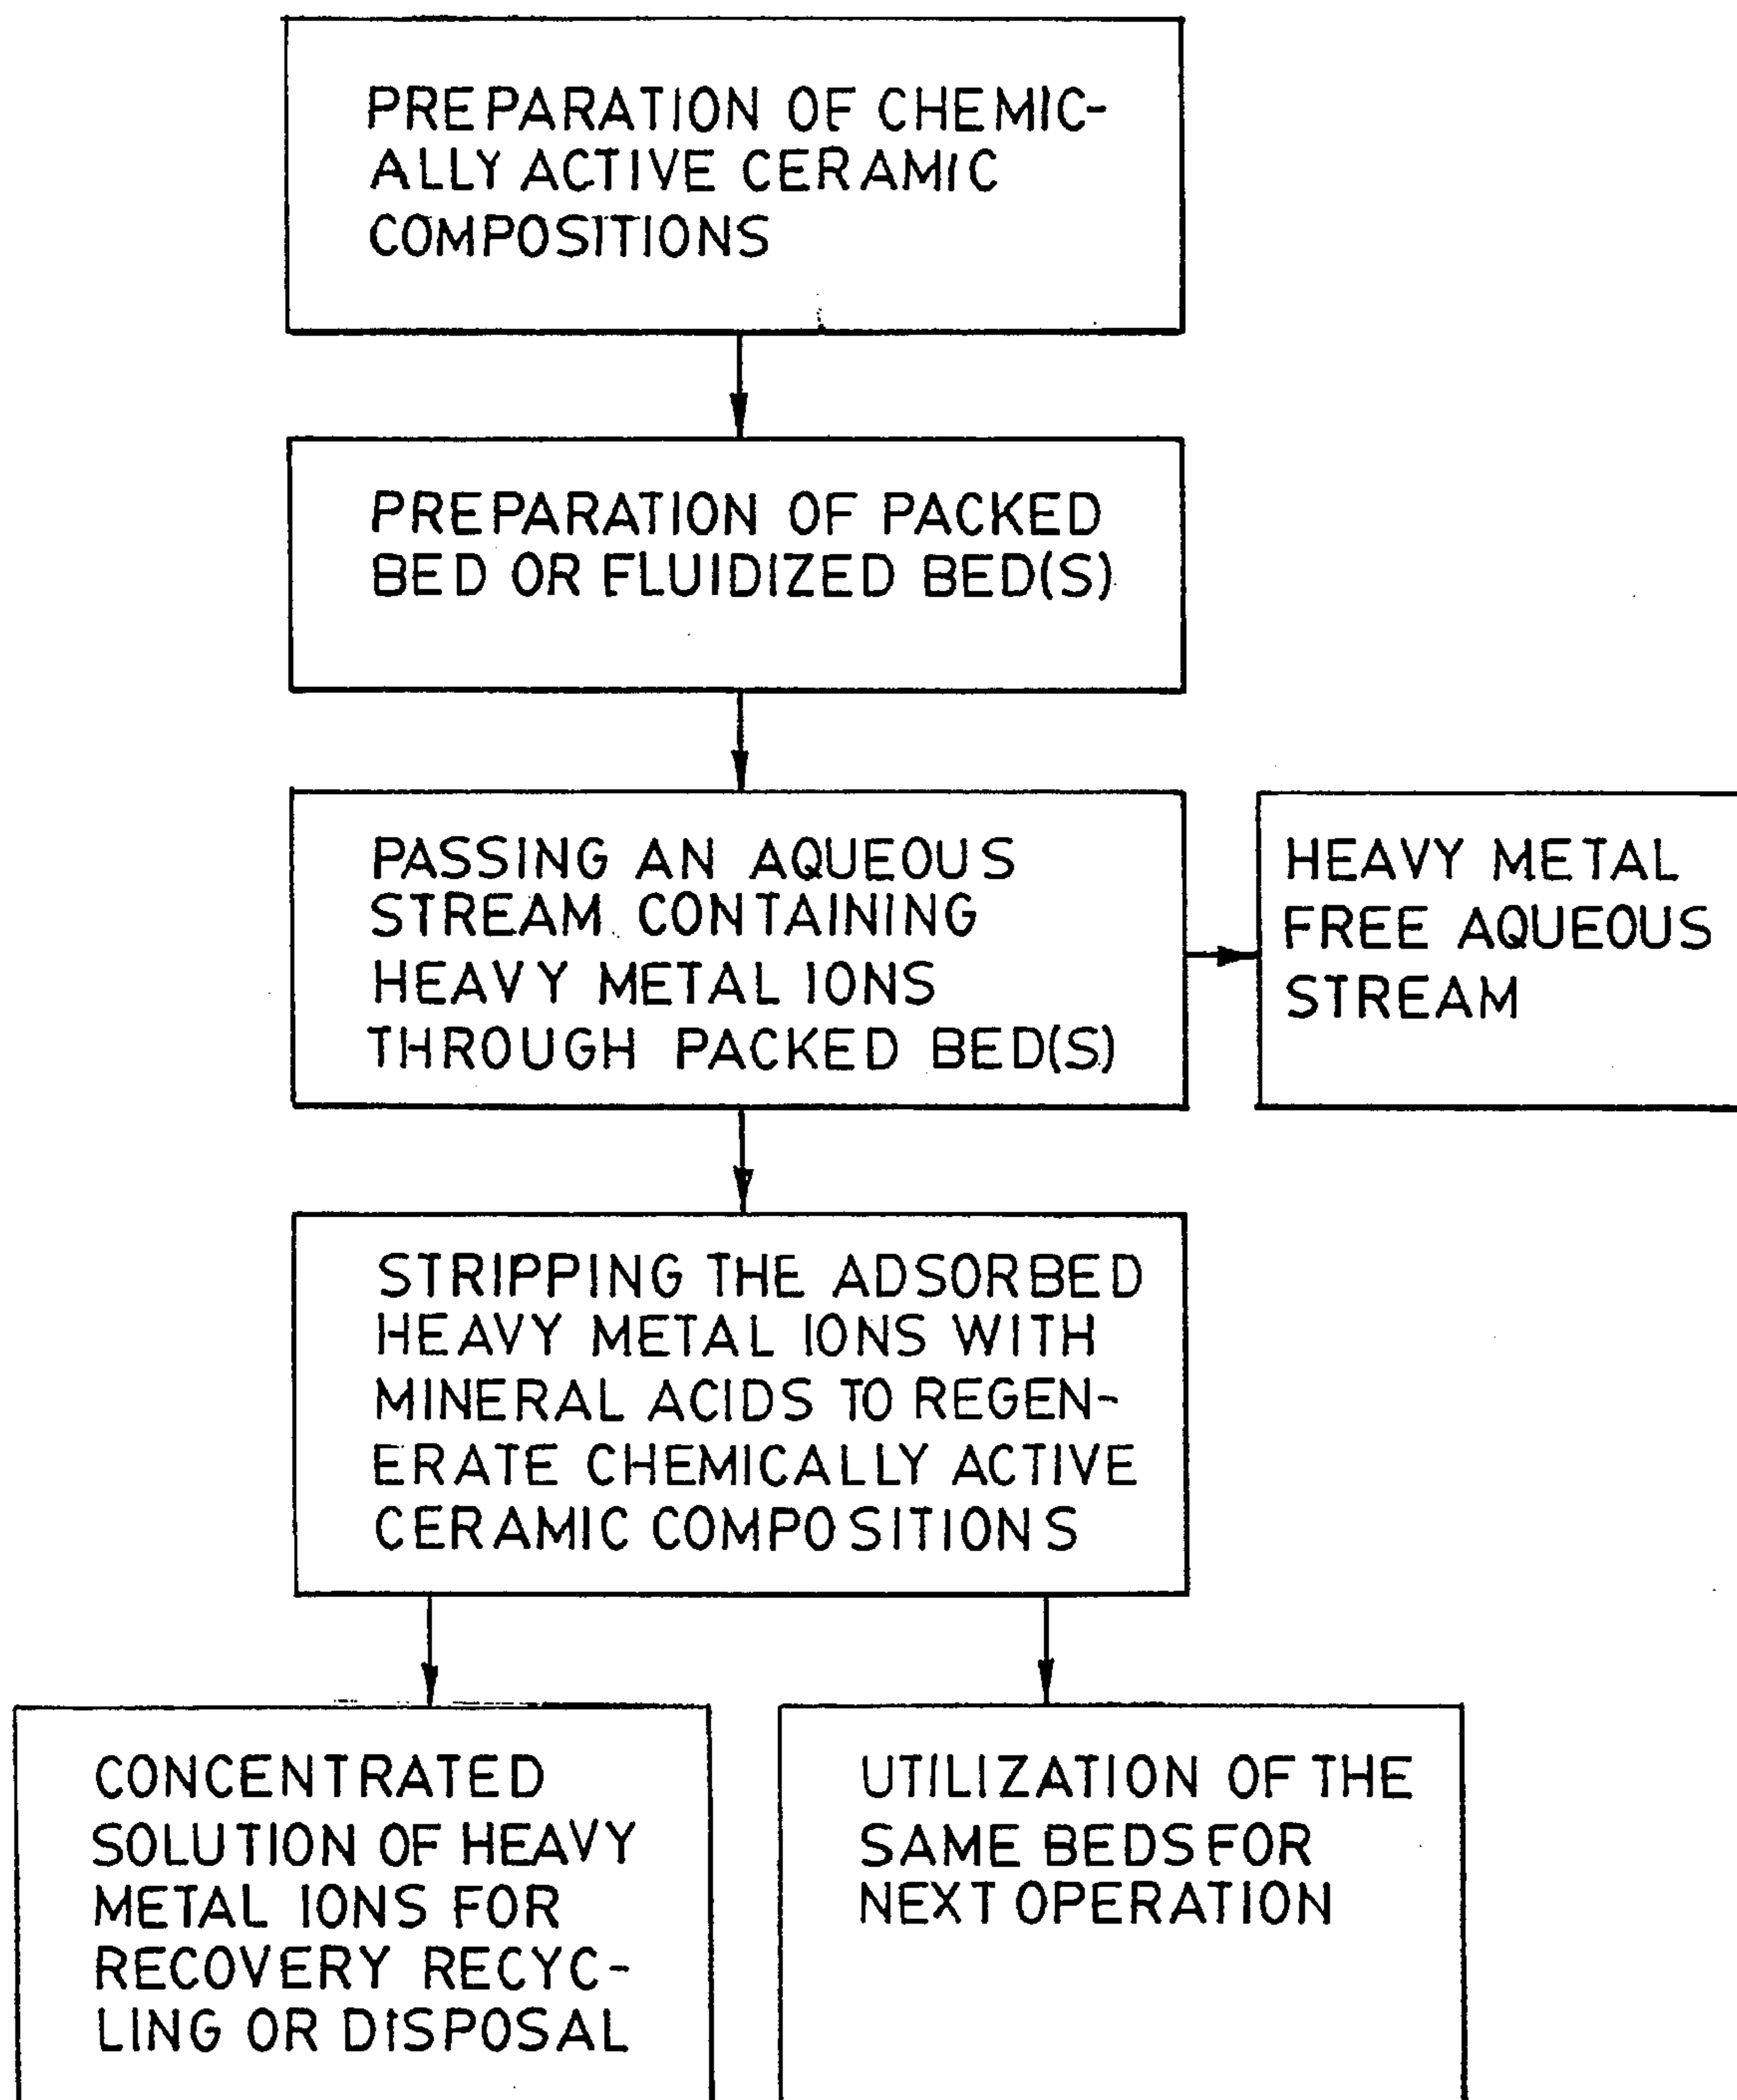 PREPARATION OF CHEMIC-
ALLY ACTIVE CERAMIC
COMPOSITIONS
PREPARATION OF PACKED
BED OR FLUIDIZED BED(S)
PASSING AN AQUEOUS
STREAM CONTAINING
HEAVY METAL IONS
THROUGH PACKED BED(S)
HEAVY METAL
FREE AQUEOUS
STREAM
STRIPPING THE ADSORBED
HEAVY METAL IONS WITH
MINERAL ACIDS TO REGEN-
ERATE CHEMICALLY ACTIVE
CERAMIC COMPOSITIONS
CONCENTRATED
SOLUTION OF HEAVY
METAL IONS FOR
RECOVERY RECYC-
LING OR DISPOSAL
UTILIZATION OF THE
SAME BEDS FOR
NEXT OPERATION